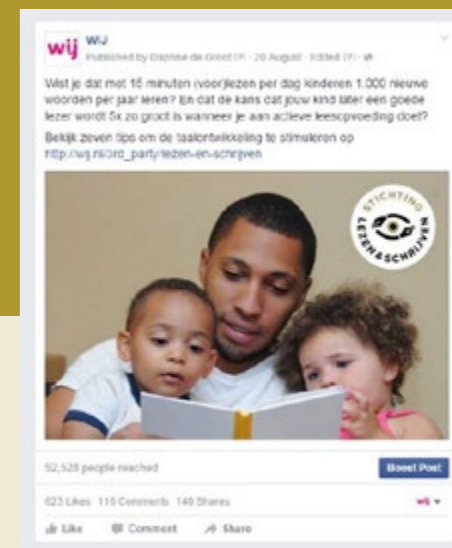 wij
WIJ
Published by Daphne de Groot [?] · 20 August · Edited [?] ·
Wist je dat met 15 minuten (voor)lezen per dag kinderen 1.000 nieuwe
woorden per jaar leren? En dat de kans dat jouw kind later een goede
lezer wordt 5x zo groot is wanneer je aan actieve leesopvoeding doet?
Bekijk zeven tips om de taalontwikkeling te stimuleren op
http://wij.nl/3rd_party/lezen-en-schrijven
STICHTING
LEZEN & SCHRIJVEN
people reached
Boost Post
623 Likes Comments Shares
wij
Like Comment Share